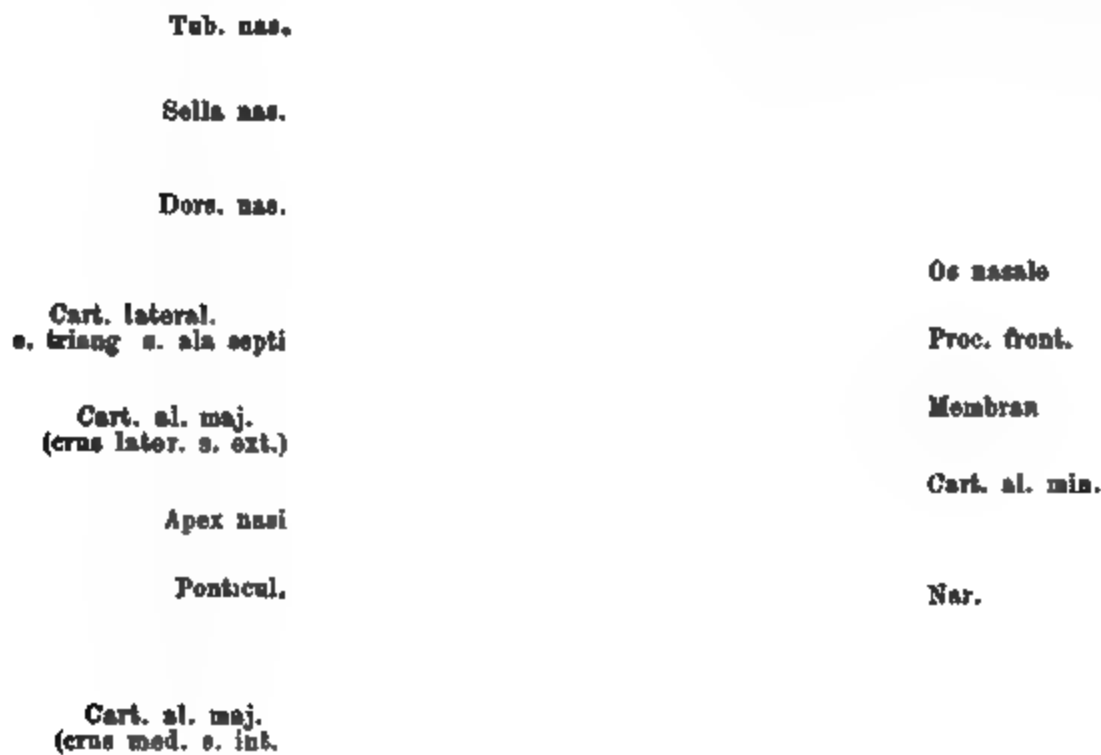 Tub. nas.
Sella nas.
Dors. nas.
Cart. lateral.
s. triang s. ala septi
Cart. al. maj.
(crus later. s. ext.)
Apex nasi
Ponticul.
Cart. al. maj.
(crus med. s. int.
Os nasale
Proc. front.
Membran
Cart. al. min.
Nar.